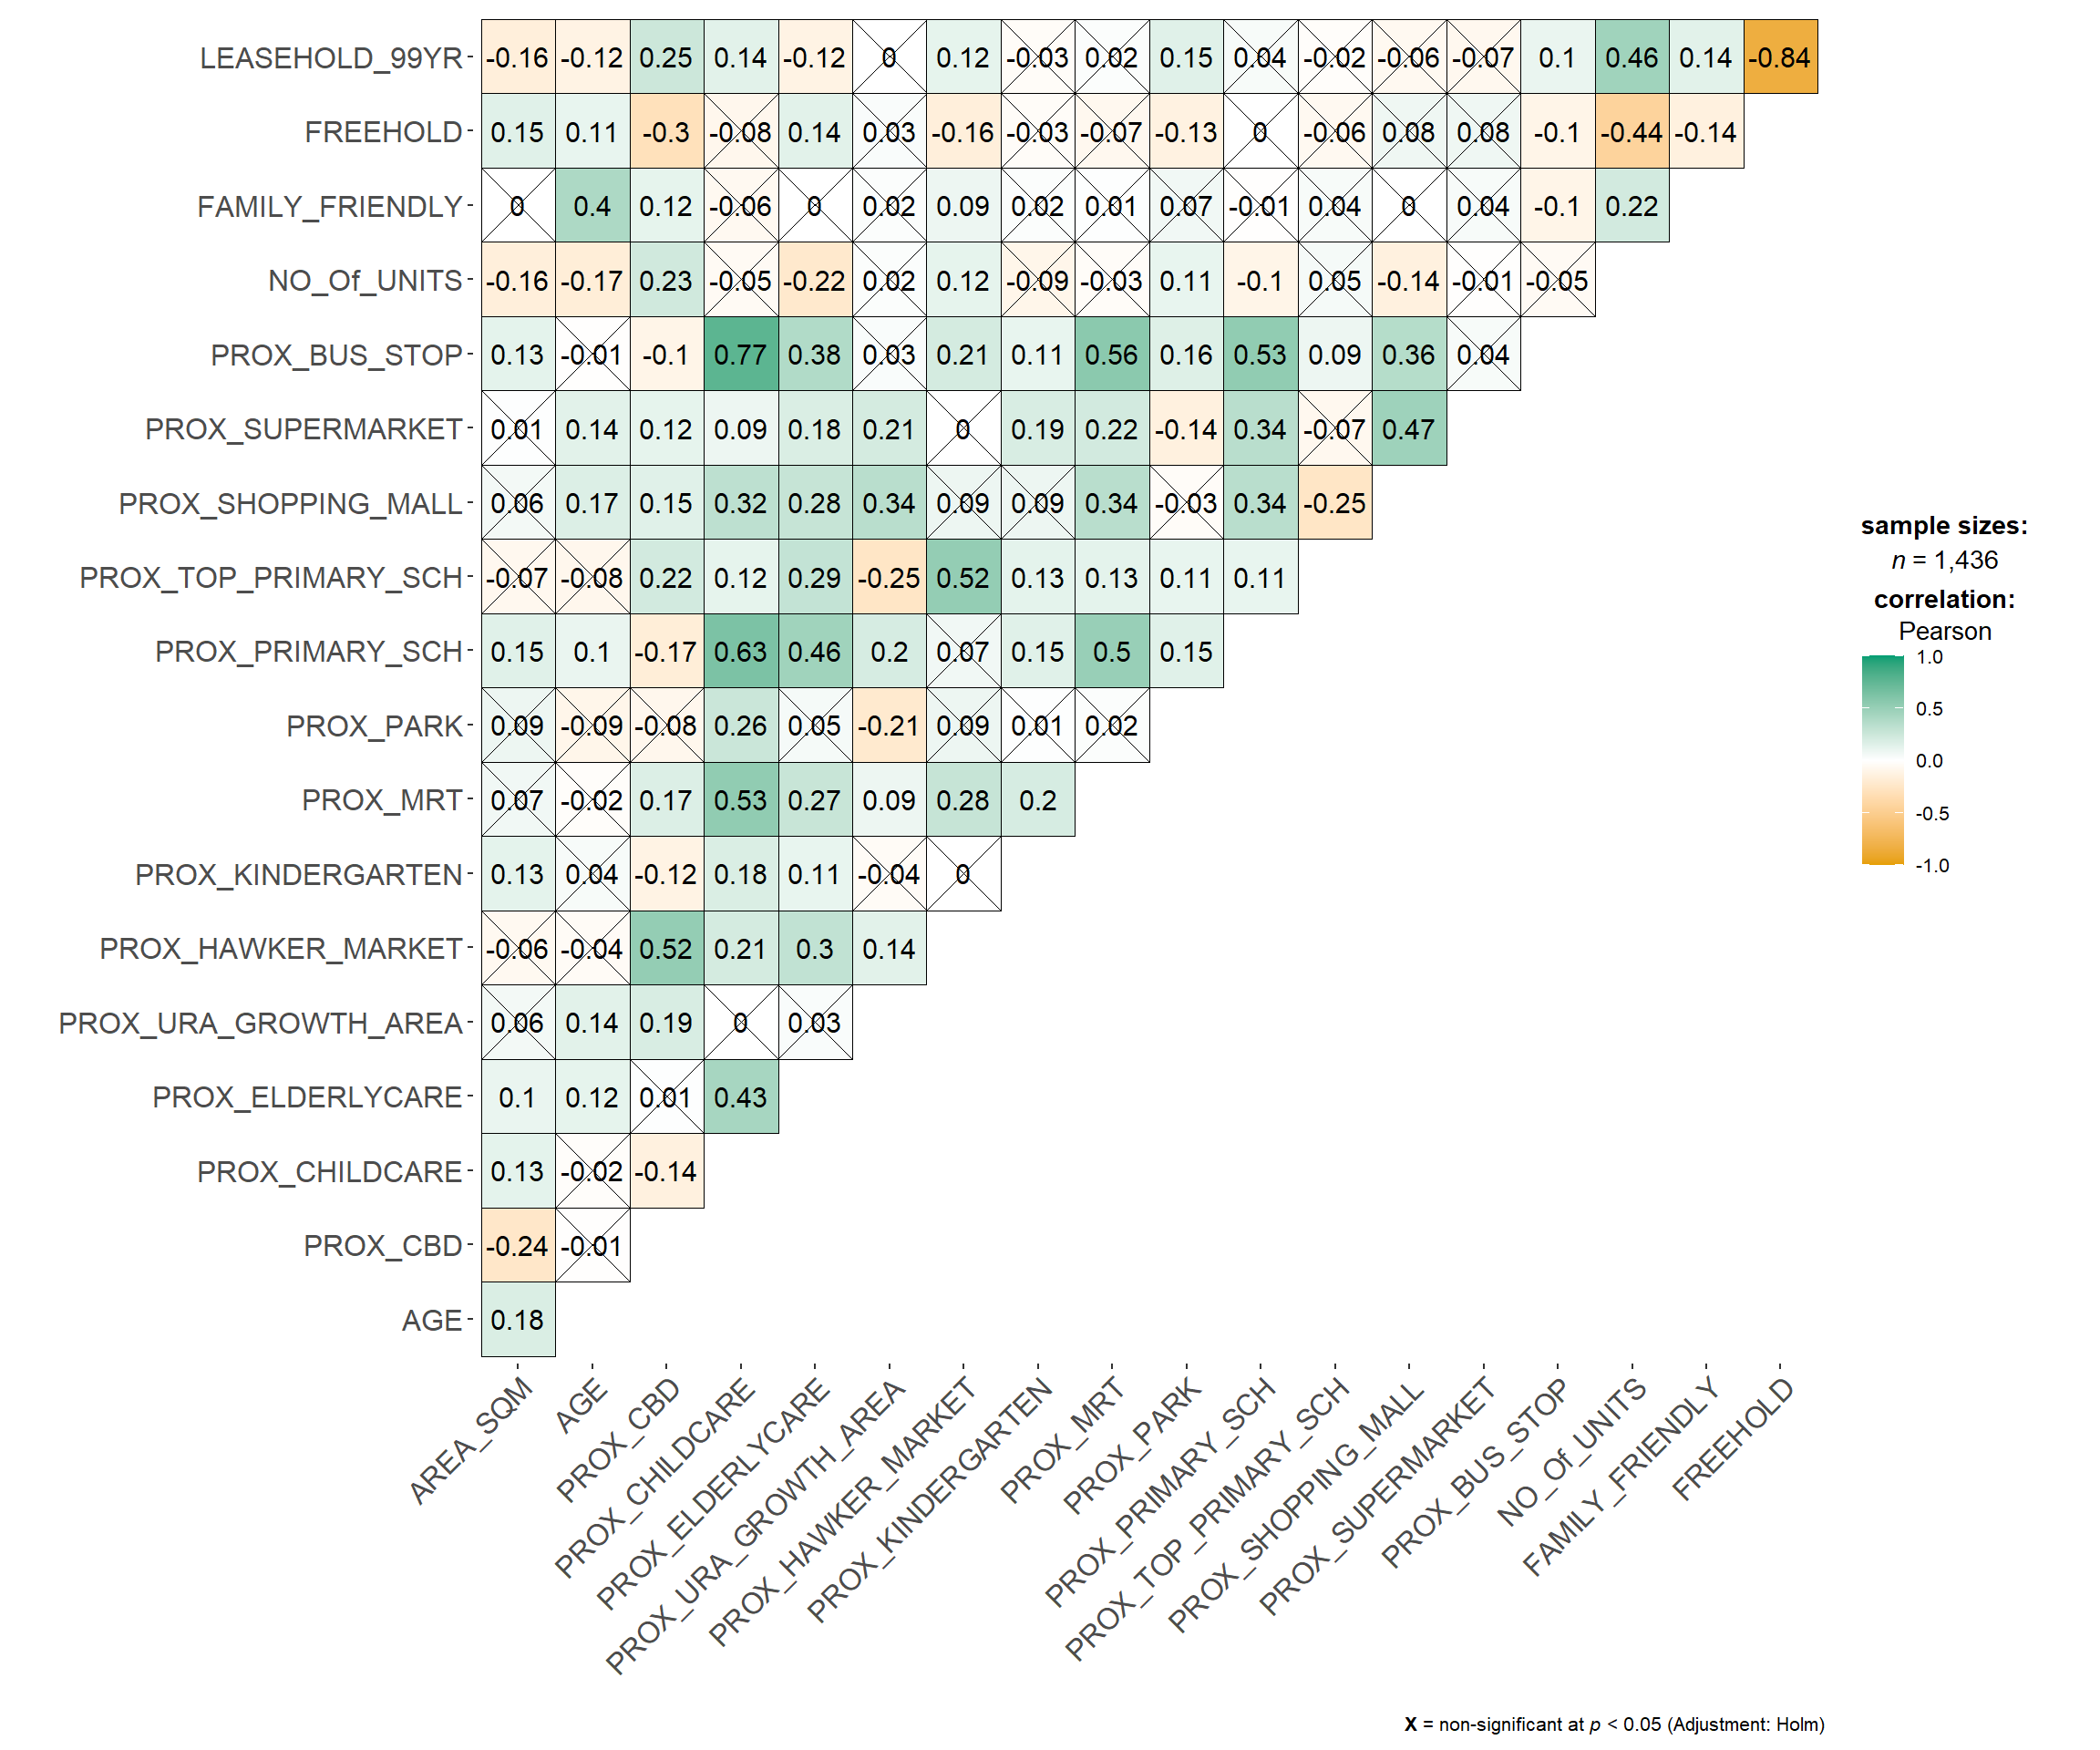 LEASEHOLD_99YR -0.16 -0.12 0.25 0.14 -0.12 0 0.12 -0.03 0.02 0.15 0.04 -0.02 -0.06 -0.07 0.1 0.46 0.14 -0.84
FREEHOLD 0.15 0.11 -0.3 -0.08 0.14 0.03 -0.16 -0.03 -0.07 -0.13 0 -0.06 0.08 0.08 -0.1 -0.44 -0.14
FAMILY_FRIENDLY 0 0.4 0.12 -0.06 0 0.02 0.09 0.02 0.01 0.07 -0.01 0.04 0 0.04 -0.1 0.22
NO_Of_UNITS -0.16 -0.17 0.23 -0.05 -0.22 0.02 0.12 -0.09 -0.03 0.11 -0.1 0.05 -0.14 -0.01 -0.05
PROX_BUS_STOP 0.13 -0.01 -0.1 0.77 0.38 0.03 0.21 0.11 0.56 0.16 0.53 0.09 0.36 0.04
PROX_SUPERMARKET 0.01 0.14 0.12 0.09 0.18 0.21 0 0.19 0.22 -0.14 0.34 -0.07 0.47
PROX_SHOPPING_MALL 0.06 0.17 0.15 0.32 0.28 0.34 0.09 0.09 0.34 -0.03 0.34 -0.25
PROX_TOP_PRIMARY_SCH -0.07 -0.08 0.22 0.12 0.29 -0.25 0.52 0.13 0.13 0.11 0.11
PROX_PRIMARY_SCH 0.15 0.1 -0.17 0.63 0.46 0.2 0.07 0.15 0.5 0.15
PROX_PARK 0.09 -0.09 -0.08 0.26 0.05 -0.21 0.09 0.01 0.02
PROX_MRT 0.07 -0.02 0.17 0.53 0.27 0.09 0.28 0.2
PROX_KINDERGARTEN 0.13 0.04 -0.12 0.18 0.11 -0.04 0
PROX_HAWKER_MARKET -0.06 -0.04 0.52 0.21 0.3 0.14
PROX_URA_GROWTH_AREA 0.06 0.14 0.19 0 0.03
PROX_ELDERLYCARE 0.1 0.12 0.01 0.43
PROX_CHILDCARE 0.13 -0.02 -0.14
PROX_CBD -0.24 -0.01
AGE 0.18
AREA_SQM
AGE
PROX_CBD
PROX_CHILDCARE
PROX_ELDERLYCARE
PROX_URA_GROWTH_AREA
PROX_HAWKER_MARKET
PROX_KINDERGARTEN
PROX_MRT
PROX_PARK
PROX_PRIMARY_SCH
PROX_TOP_PRIMARY_SCH
PROX_SHOPPING_MALL
PROX_SUPERMARKET
PROX_BUS_STOP
NO_Of_UNITS
FAMILY_FRIENDLY
FREEHOLD
sample sizes:
n = 1,436
correlation:
Pearson
1.0
0.5
0.0
-0.5
-1.0
X = non-significant at p < 0.05 (Adjustment: Holm)